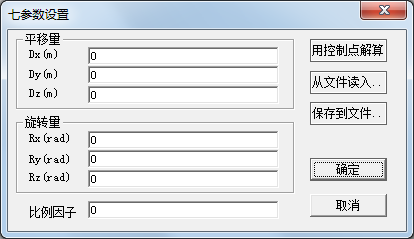 七参数设置
平移量
Dx(m) 0
Dy(m) 0
Dz(m) 0
旋转量
Rx(rad) 0
Ry(rad) 0
Rz(rad) 0
比例因子 0
用控制点解算
从文件读入..
保存到文件..
确定
取消